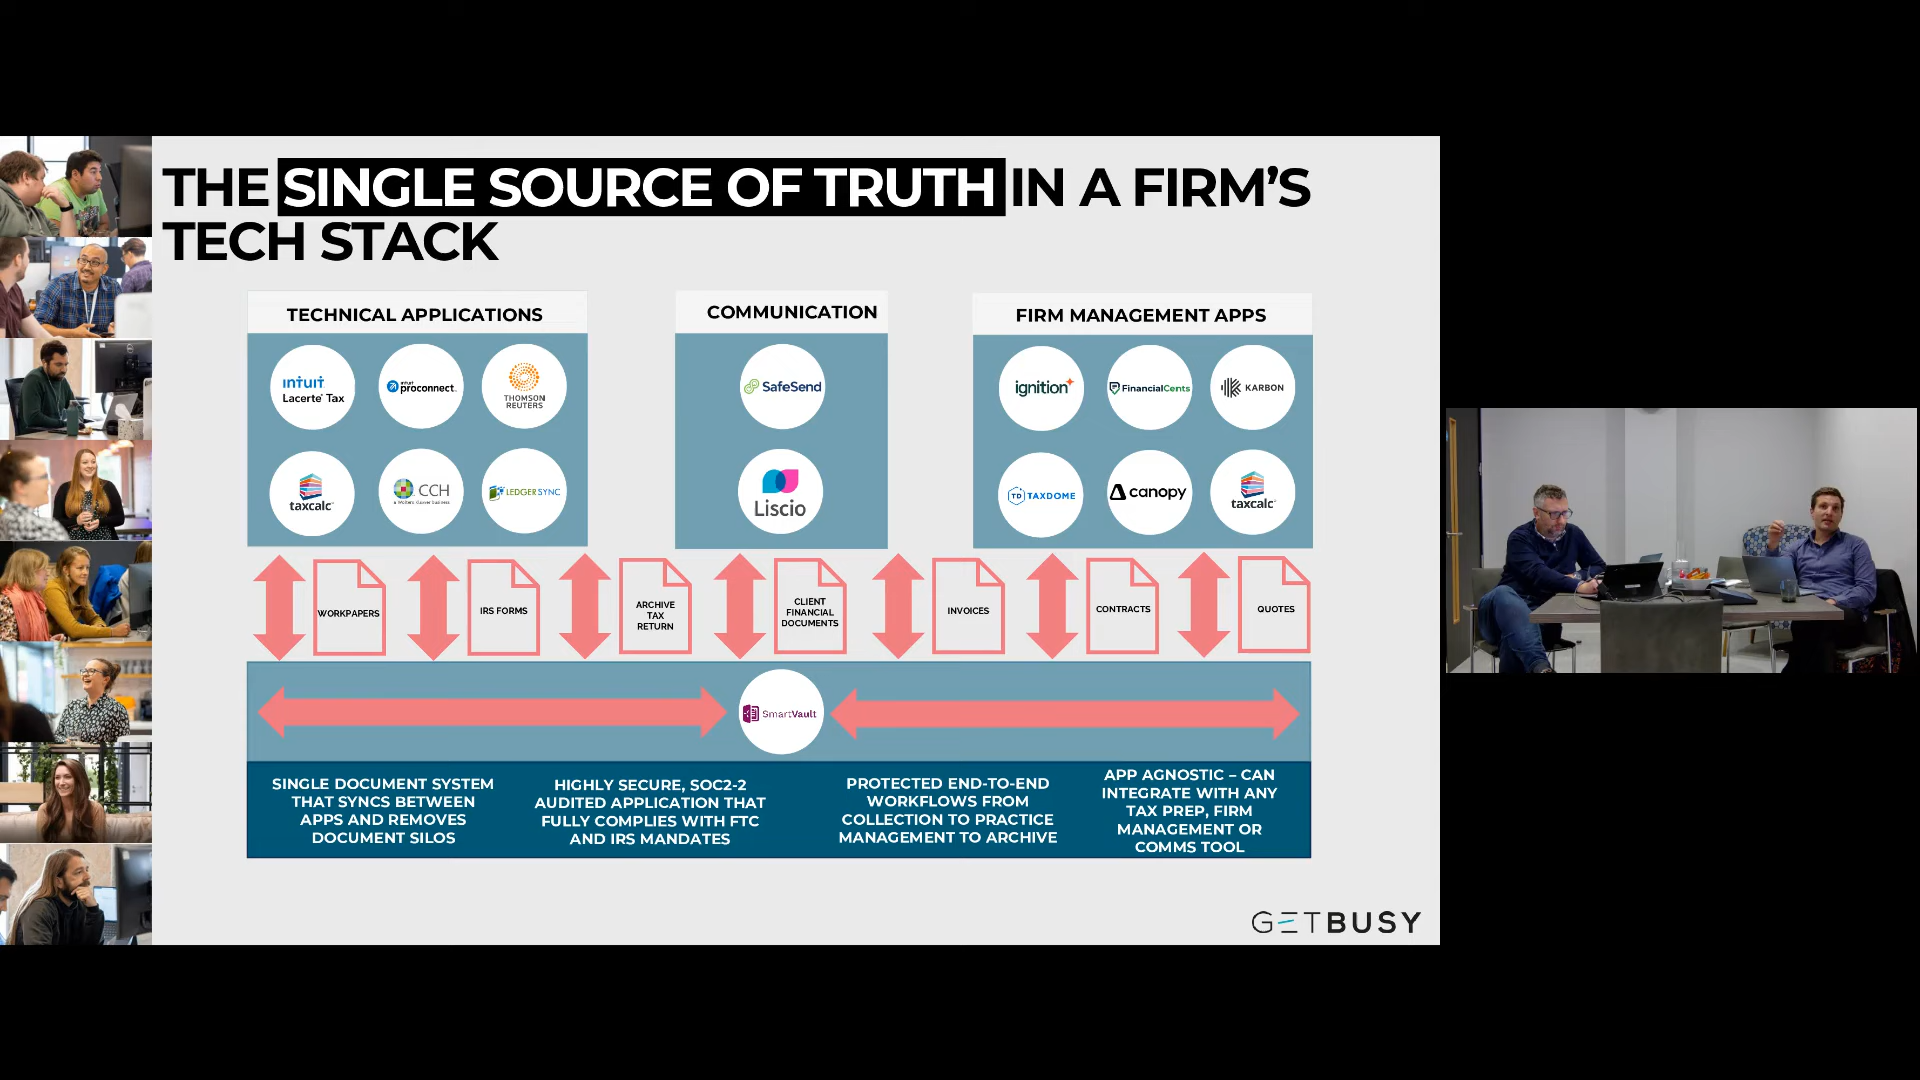 THE SINGLE SOURCE OF TRUTH IN A FIRM'S
TECH STACK
TECHNICAL APPLICATIONS
intuit
Lacerte Tax
intuit
proconnect.
THOMSON
REUTERS
taxcalc
CCH
a Wolters Kluwer business
LEDGERSYNC
COMMUNICATION
SafeSend
Liscio
FIRM MANAGEMENT APPS
ignition
FinancialCents
KARBON
TD TAXDOME
canopy
taxcalc
WORKPAPERS
IRS FORMS
ARCHIVE
TAX
RETURN
CLIENT
FINANCIAL
DOCUMENTS
INVOICES
CONTRACTS
QUOTES
SmartVault
SINGLE DOCUMENT SYSTEM
THAT SYNCS BETWEEN
APPS AND REMOVES
DOCUMENT SILOS
HIGHLY SECURE, SOC2-2
AUDITED APPLICATION THAT
FULLY COMPLIES WITH FTC
AND IRS MANDATES
PROTECTED END-TO-END
WORKFLOWS FROM
COLLECTION TO PRACTICE
MANAGEMENT TO ARCHIVE
APP AGNOSTIC – CAN
INTEGRATE WITH ANY
TAX PREP, FIRM
MANAGEMENT OR
COMMS TOOL
GETBUSY